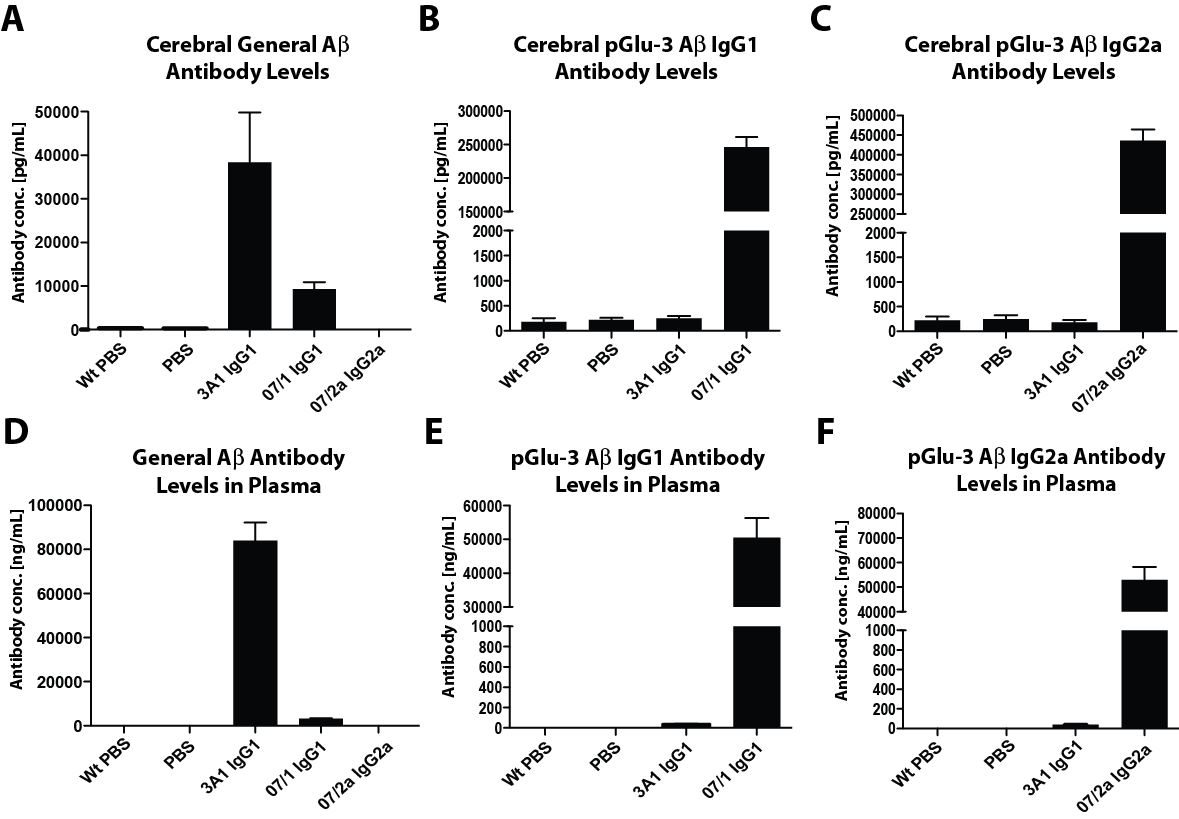 A
Cerebral General Aβ
Antibody Levels
Antibody conc. [pg/mL]
50000
40000
30000
20000
10000
0
Wt PBS
PBS
3A1 IgG1
07/1 IgG1
07/2a IgG2a
B
Cerebral pGlu-3 Aβ IgG1
Antibody Levels
Antibody conc. [pg/mL]
300000
250000
200000
150000
2000
1500
1000
500
0
Wt PBS
PBS
3A1 IgG1
07/1 IgG1
C
Cerebral pGlu-3 Aβ IgG2a
Antibody Levels
Antibody conc. [pg/mL]
500000
450000
400000
350000
300000
250000
2000
1500
1000
500
0
Wt PBS
PBS
3A1 IgG1
07/2a IgG2a
D
General Aβ Antibody
Levels in Plasma
Antibody conc. [ng/mL]
100000
80000
60000
40000
20000
0
Wt PBS
PBS
3A1 IgG1
07/1 IgG1
07/2a IgG2a
E
pGlu-3 Aβ IgG1 Antibody
Levels in Plasma
Antibody conc. [ng/mL]
60000
50000
40000
30000
1000
800
600
400
200
0
Wt PBS
PBS
3A1 IgG1
07/1 IgG1
F
pGlu-3 Aβ IgG2a Antibody
Levels in Plasma
Antibody conc. [ng/mL]
80000
70000
60000
50000
40000
1000
800
600
400
200
0
Wt PBS
PBS
3A1 IgG1
07/2a IgG2a